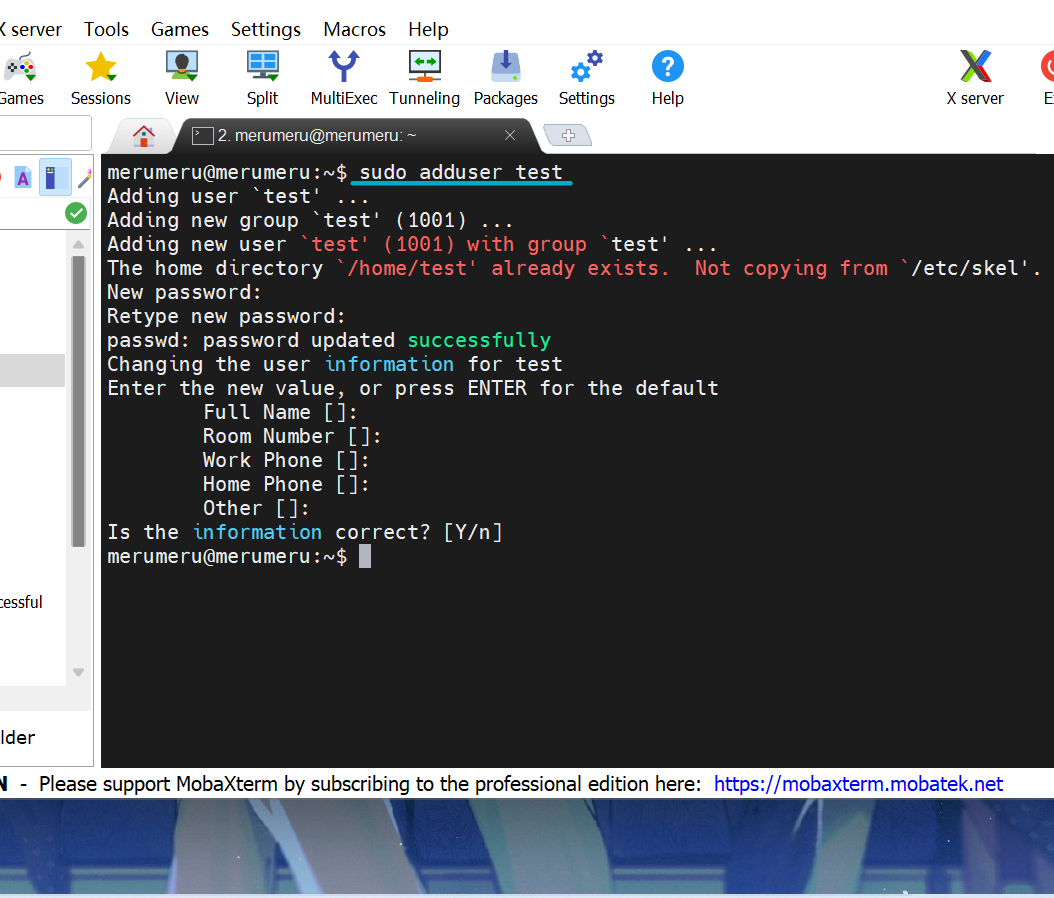 X server Tools Games Settings Macros Help
Games Sessions View Split MultiExec Tunneling Packages Settings Help X server
2. merumeru@merumeru: ~
merumeru@merumeru:~$ sudo adduser test
Adding user `test' ...
Adding new group `test' (1001) ...
Adding new user `test' (1001) with group `test' ...
The home directory `/home/test' already exists.  Not copying from `/etc/skel'.
New password:
Retype new password:
passwd: password updated successfully
Changing the user information for test
Enter the new value, or press ENTER for the default
Full Name []:
Room Number []:
Work Phone []:
Home Phone []:
Other []:
Is the information correct? [Y/n]
merumeru@merumeru:~$
cessful
lder
N - Please support MobaXterm by subscribing to the professional edition here: https://mobaxterm.mobatek.net